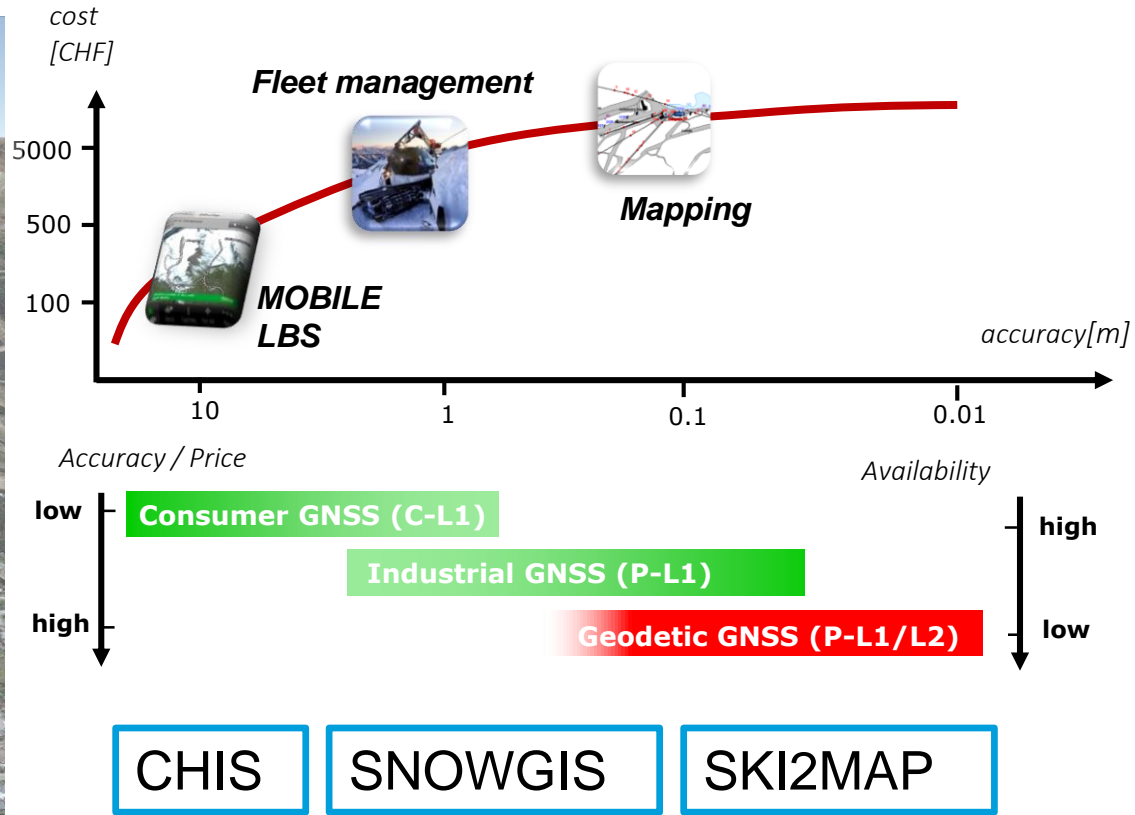 cost
[CHF]
Fleet management
5000
500
100
Mapping
MOBILE
LBS
accuracy[m]
10
1
0.1
0.01
Accuracy / Price
Availability
low
Consumer GNSS (C-L1)
high
Industrial GNSS (P-L1)
high
Geodetic GNSS (P-L1/L2)
low
CHIS
SNOWGIS
SKI2MAP